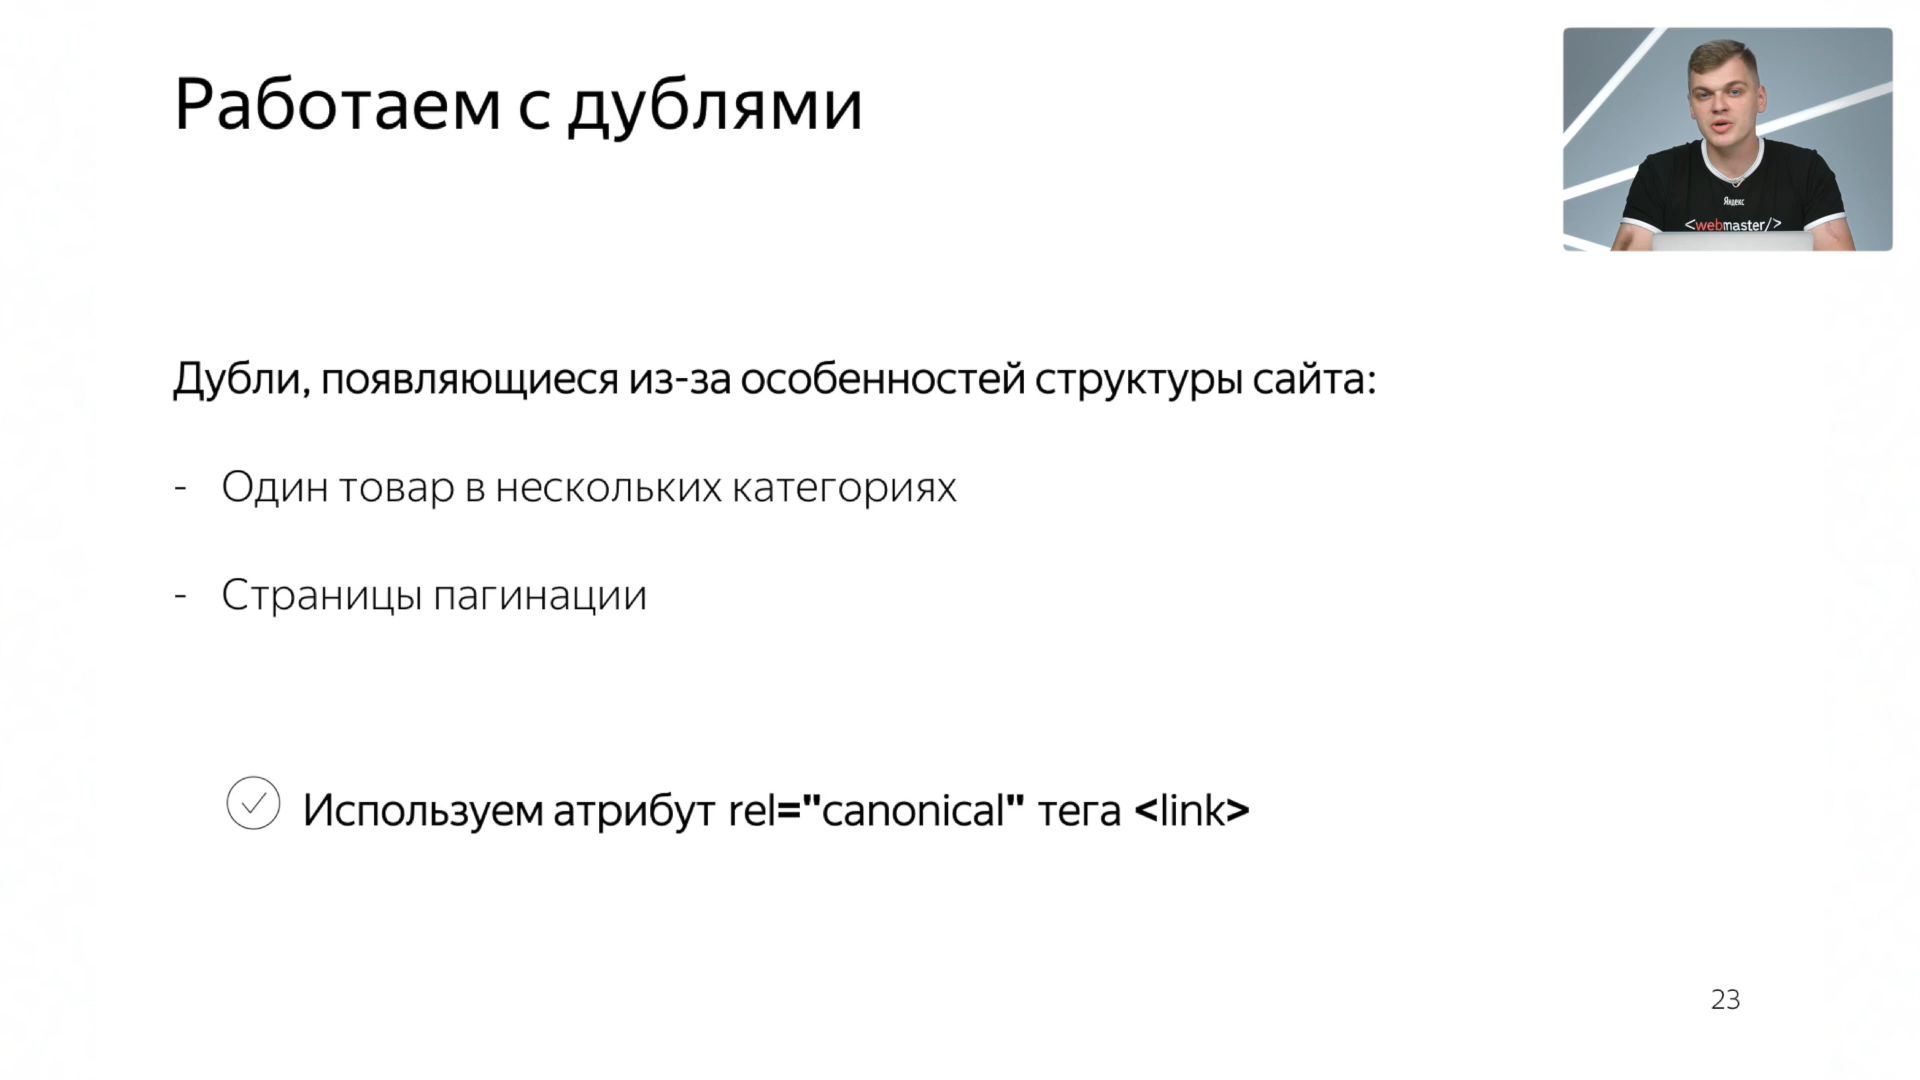 Работаем с дублями
Яндекс
<webmaster/>
Дубли, появляющиеся из-за особенностей структуры сайта:
- Один товар в нескольких категориях
- Страницы пагинации
Используем атрибут rel="canonical" тега <link>
23